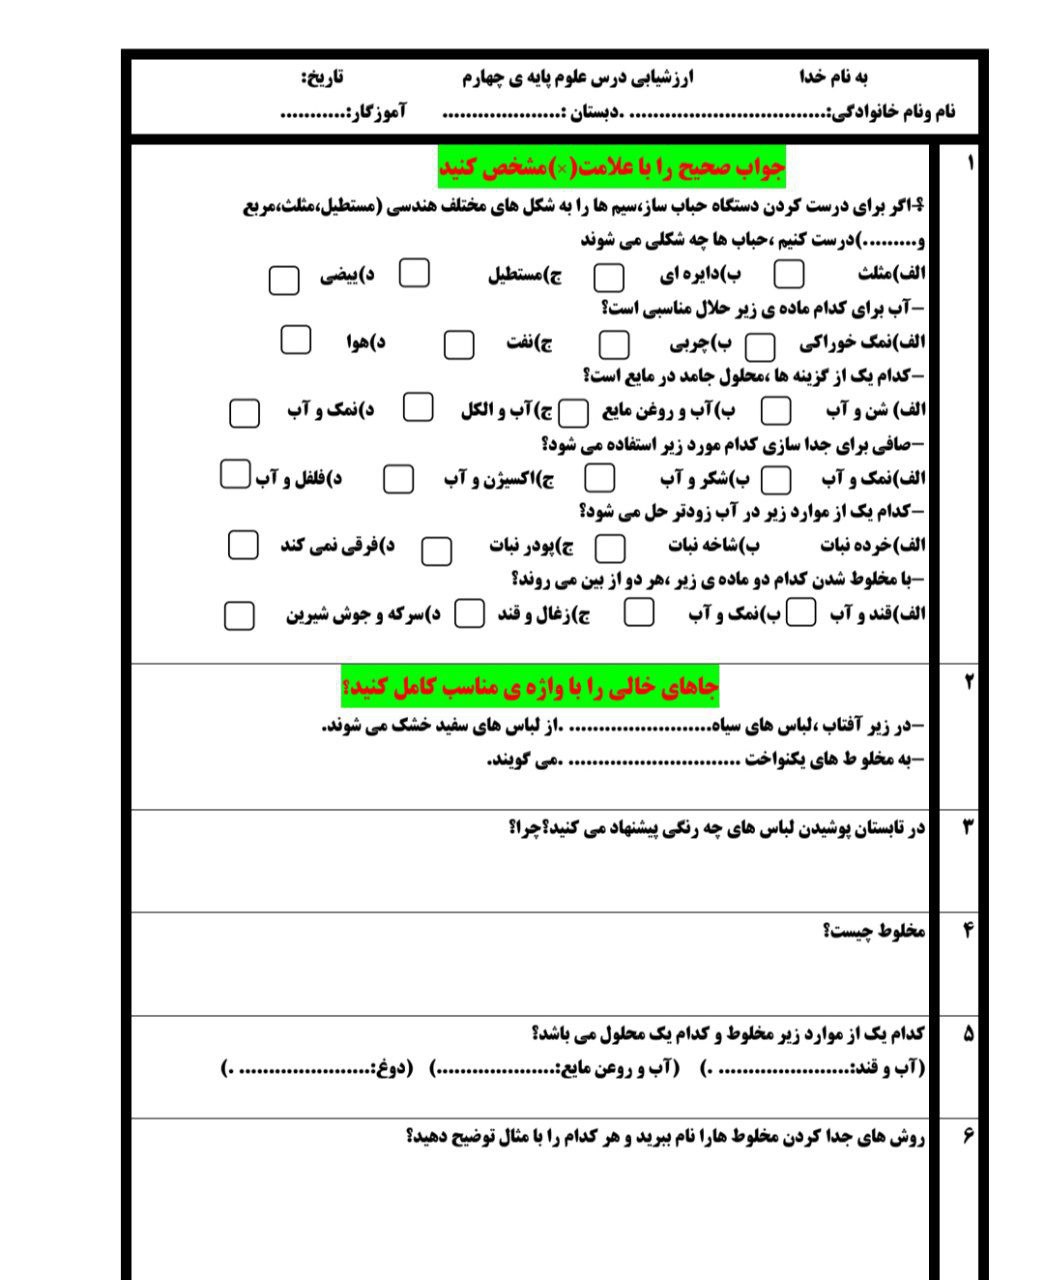 به نام خدا ارزشیابی درس علوم پایه ی چهارم تاریخ:
نام ونام خانوادگی:................................. .دبستان :.................... آموزگار:...........
۱
جواب صحیح را با علامت(×)مشخص کنید
؟-اگر برای درست کردن دستگاه حباب ساز،سیم ها را به شکل های مختلف هندسی (مستطیل،مثلث،مربع
و.........)درست کنیم ،حباب ها چه شکلی می شوند
الف)مثلث ب)دایره ای ج)مستطیل د)بیضی
-آب برای کدام ماده ی زیر حلال مناسبی است؟
الف)نمک خوراکی ب)چربی ج)نفت د)هوا
-کدام یک از گزینه ها ،محلول جامد در مایع است؟
الف) شن و آب ب)آب و روغن مایع ج)آب و الکل د)نمک و آب
-صافی برای جدا سازی کدام مورد زیر استفاده می شود؟
الف)نمک و آب ب)شکر و آب ج)اکسیژن و آب د)فلفل و آب
-کدام یک از موارد زیر در آب زودتر حل می شود؟
الف)خرده نبات ب)شاخه نبات ج)پودر نبات د)فرقی نمی کند
-با مخلوط شدن کدام دو ماده ی زیر ،هر دو از بین می روند؟
الف)قند و آب ب)نمک و آب ج)زغال و قند د)سرکه و جوش شیرین
۲
جاهای خالی را با واژه ی مناسب کامل کنید؟
-در زیر آفتاب ،لباس های سیاه........................ .از لباس های سفید خشک می شوند.
-به مخلو ط های یکنواخت ............................. .می گویند.
۳ در تابستان پوشیدن لباس های چه رنگی پیشنهاد می کنید؟چرا؟
۴ مخلوط چیست؟
۵ کدام یک از موارد زیر مخلوط و کدام یک محلول می باشد؟
(آب و قند:...................... .) (آب و روعن مایع:....................) (دوغ:...................... .)
۶ روش های جدا کردن مخلوط هارا نام ببرید و هر کدام را با مثال توضیح دهید؟